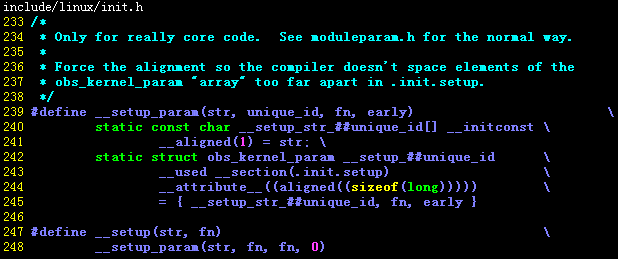 include/linux/init.h
233 /*
234  * Only for really core code.  See moduleparam.h for the normal way.
235  *
236  * Force the alignment so the compiler doesn't space elements of the
237  * obs_kernel_param "array" too far apart in .init.setup.
238  */
239 #define __setup_param(str, unique_id, fn, early)                        \
240         static const char __setup_str_##unique_id[] __initconst \
241                 __aligned(1) = str; \
242         static struct obs_kernel_param __setup_##unique_id      \
243                 __used __section(.init.setup)                   \
244                 __attribute__((aligned((sizeof(long)))))        \
245                 = { __setup_str_##unique_id, fn, early }
246
247 #define __setup(str, fn)                                        \
248         __setup_param(str, fn, fn, 0)